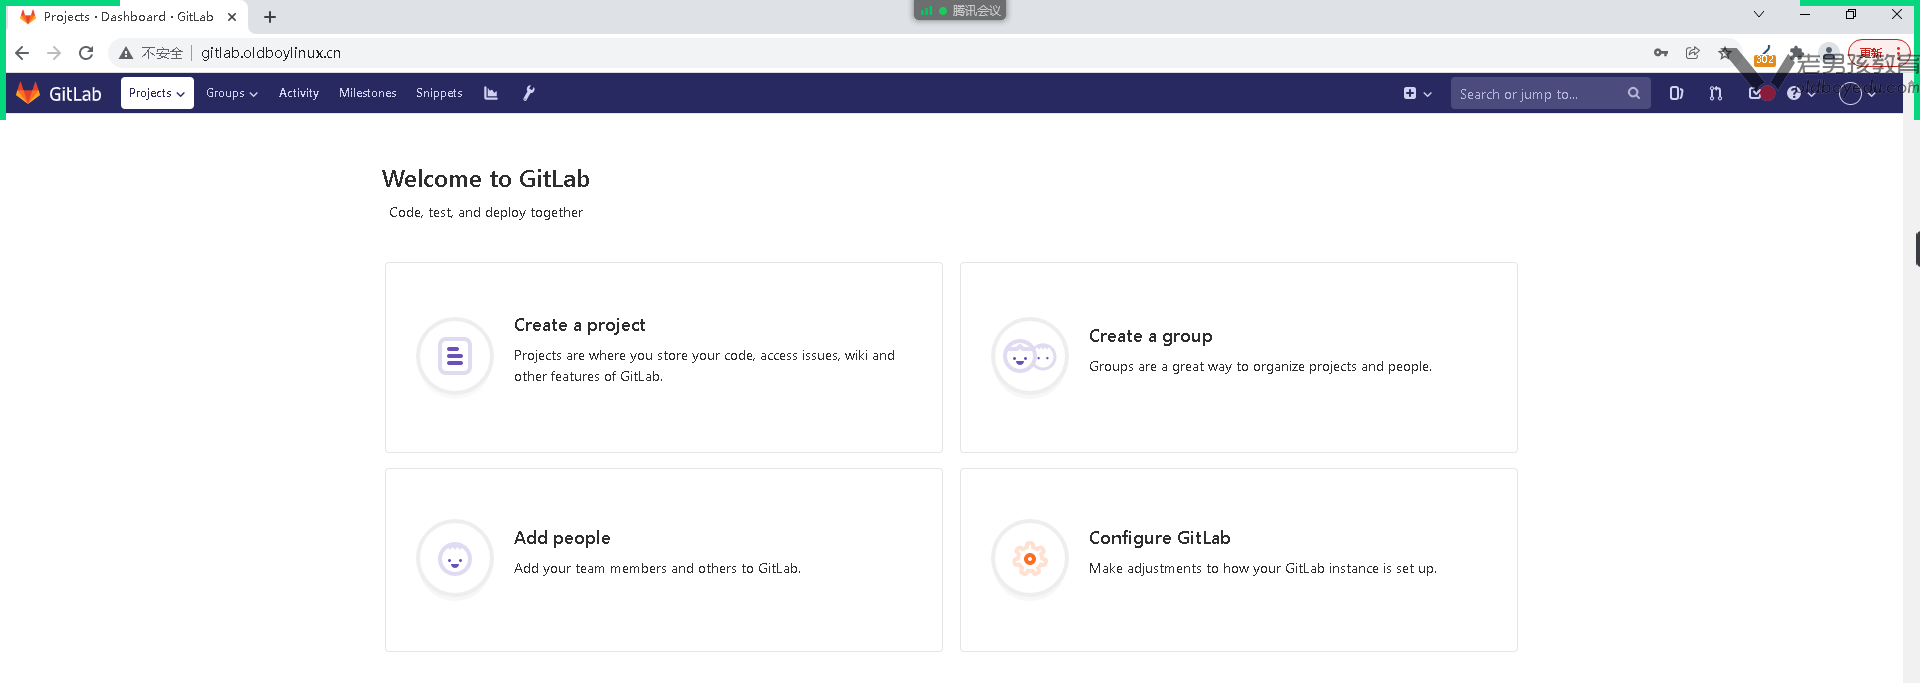 Projects · Dashboard · GitLab
腾讯会议
不安全
gitlab.oldboylinux.cn
302
更新
老男孩教育
oldboyedu.com
GitLab
Projects
Groups
Activity
Milestones
Snippets
Search or jump to...
Welcome to GitLab
Code, test, and deploy together
Create a project
Projects are where you store your code, access issues, wiki and
other features of GitLab.
Create a group
Groups are a great way to organize projects and people.
Add people
Add your team members and others to GitLab.
Configure GitLab
Make adjustments to how your GitLab instance is set up.